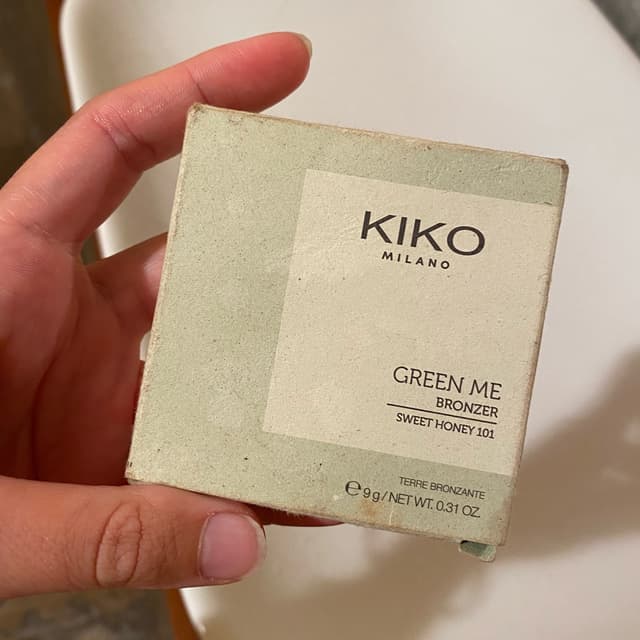 KIKO
MILANO
GREEN ME
BRONZER
SWEET HONEY 101
TERRE BRONZANTE
℮ 9 g / NET WT. 0.31 OZ.